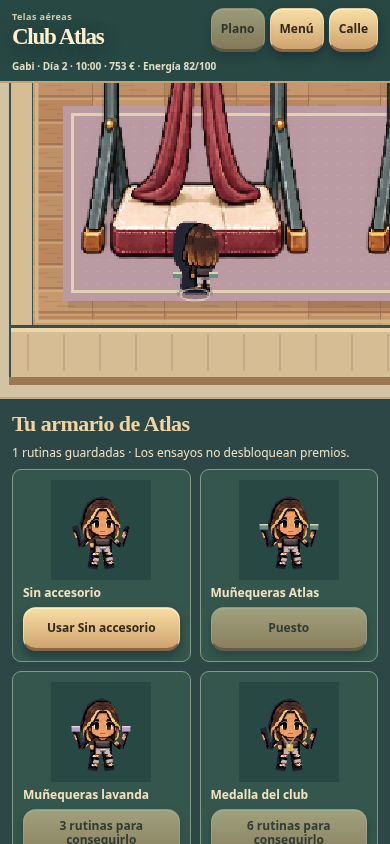 Telas aéreas
Club Atlas
Plano
Menú
Calle
Gabi · Día 2 · 10:00 · 753 € · Energía 82/100
Tu armario de Atlas
1 rutinas guardadas · Los ensayos no desbloquean premios.
Sin accesorio
Usar Sin accesorio
Muñequeras Atlas
Puesto
Muñequeras lavanda
3 rutinas para
conseguirlo
Medalla del club
6 rutinas para
conseguirlo